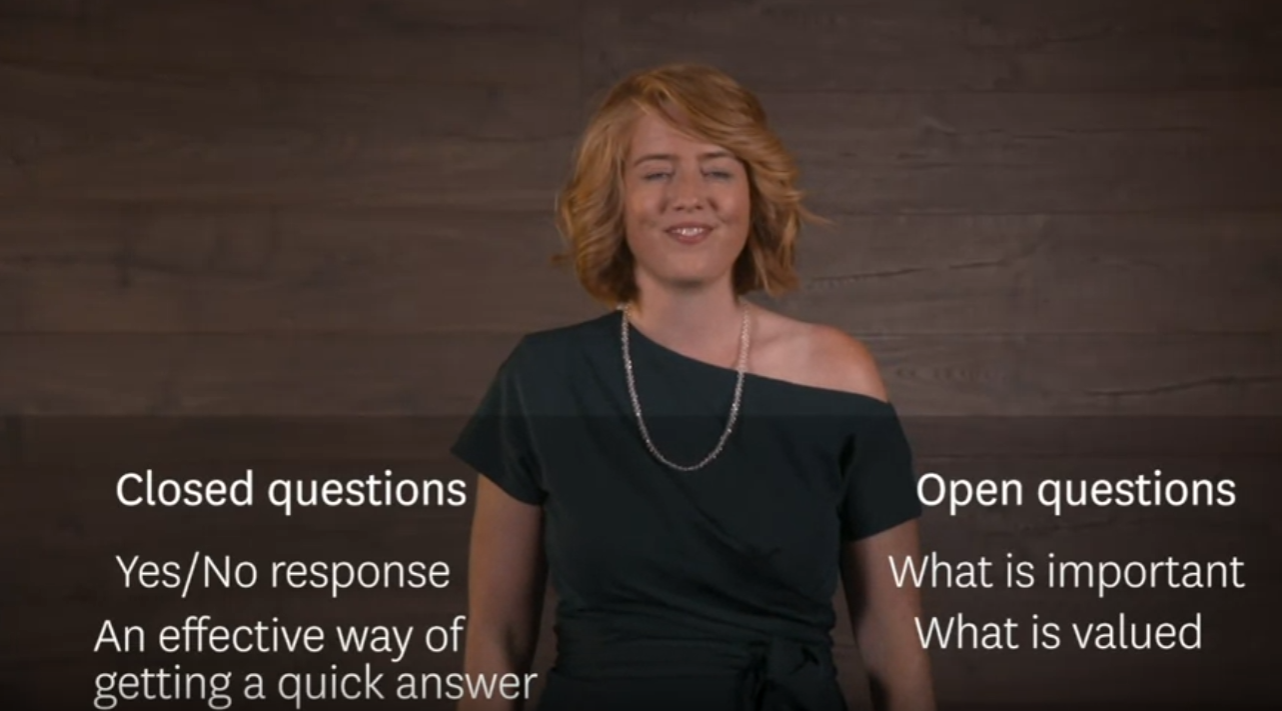 Closed questions
Yes/No response
An effective way of
getting a quick answer
Open questions
What is important
What is valued